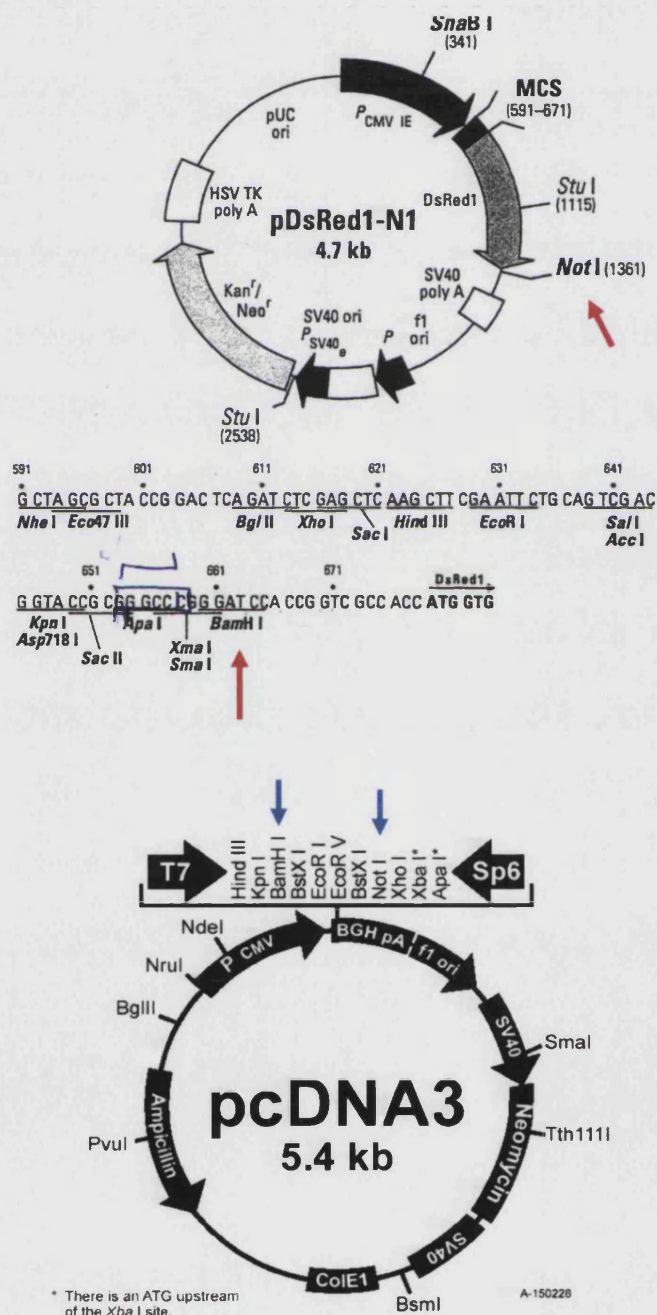 SnaB I
(341)
MCS
(591–671)
pUC
ori
P CMV IE
HSV TK
poly A
DsRed1
Stu I
(1115)
pDsRed1-N1
4.7 kb
Not I (1361)
SV40
poly A
Kanr/
Neor
SV40 ori
P SV40e
P
f1
ori
Stu I
(2538)
591 601 611 621 631 641
G CTA GCG CTA CCG GAC TCA GAT CTC GAG CTC AAG CTT CGA ATT CTG CAG TCG AC
Nhe I Eco47 III Bgl II Xho I Hind III EcoR I Sal I
Sac I Acc I
651 661 671 DsRed1
G GTA CCG CGG GCC CGG GAT CCA CCG GTC GCC ACC ATG GTG
Kpn I Apa I BamH I
Asp718 I Xma I
Sac II Sma I
T7
Hind III
Kpn I
BamH I
BstX I
EcoR I
EcoR V
BstX I
Not I
Xho I
Xba I*
Apa I*
Sp6
NdeI
P CMV
BGH pA
f1 ori
NruI
BglII
SV40
SmaI
pcDNA3
5.4 kb
Ampicillin
PvuI
Neomycin
Tth111I
SV40
ColE1
BsmI
* There is an ATG upstream
of the Xba I site.
A-150228